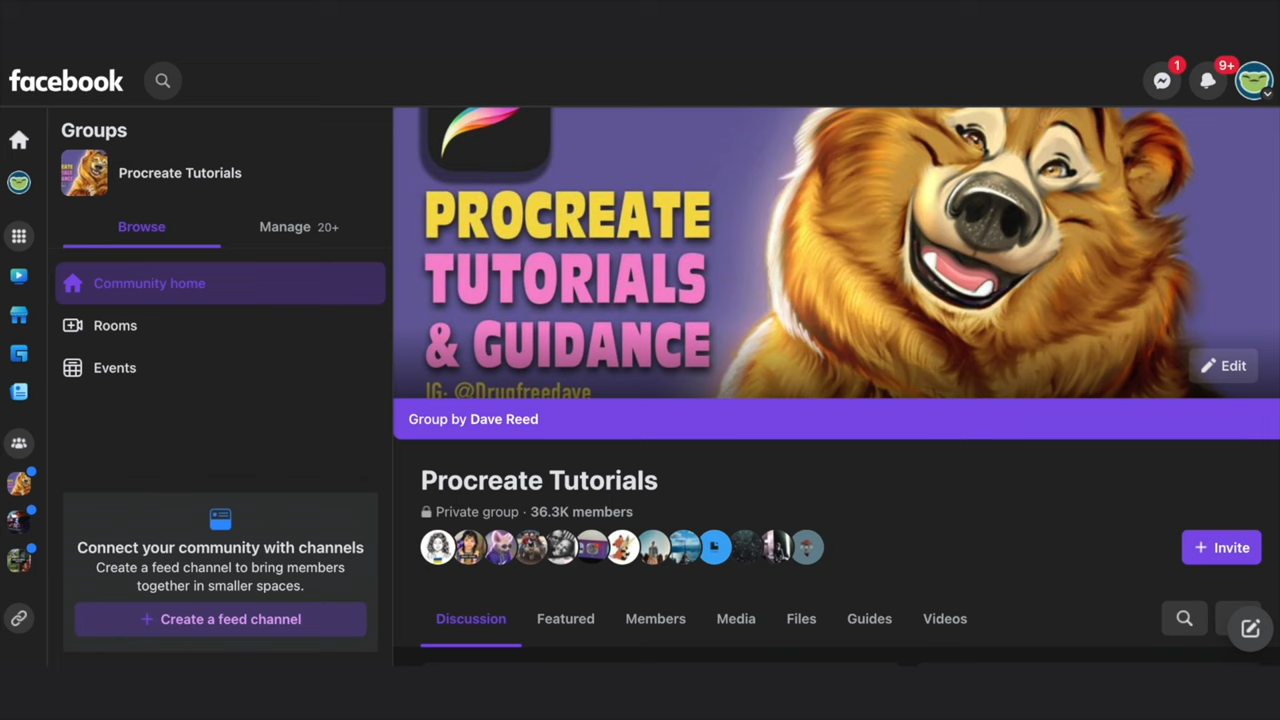 facebook
1
9+
Groups
Procreate Tutorials
Browse
Manage 20+
Community home
Rooms
Events
Connect your community with channels
Create a feed channel to bring members
together in smaller spaces.
+ Create a feed channel
PROCREATE
TUTORIALS
& GUIDANCE
IG: @Drugfreedave
Edit
Group by Dave Reed
Procreate Tutorials
Private group · 36.3K members
+ Invite
Discussion
Featured
Members
Media
Files
Guides
Videos